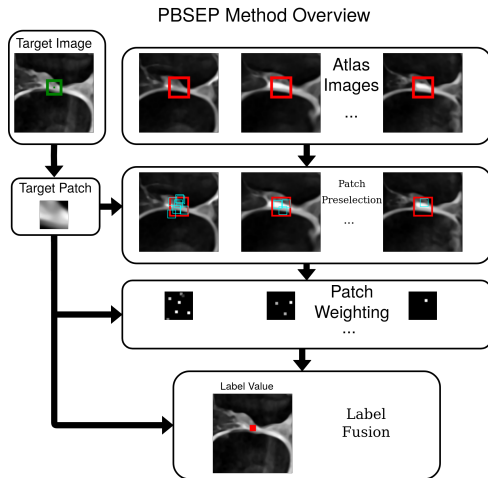 PBSEP Method Overview
Target Image
Atlas
Images
...
Target Patch
Patch
Preselection
...
Patch
Weighting
...
Label Value
Label
Fusion